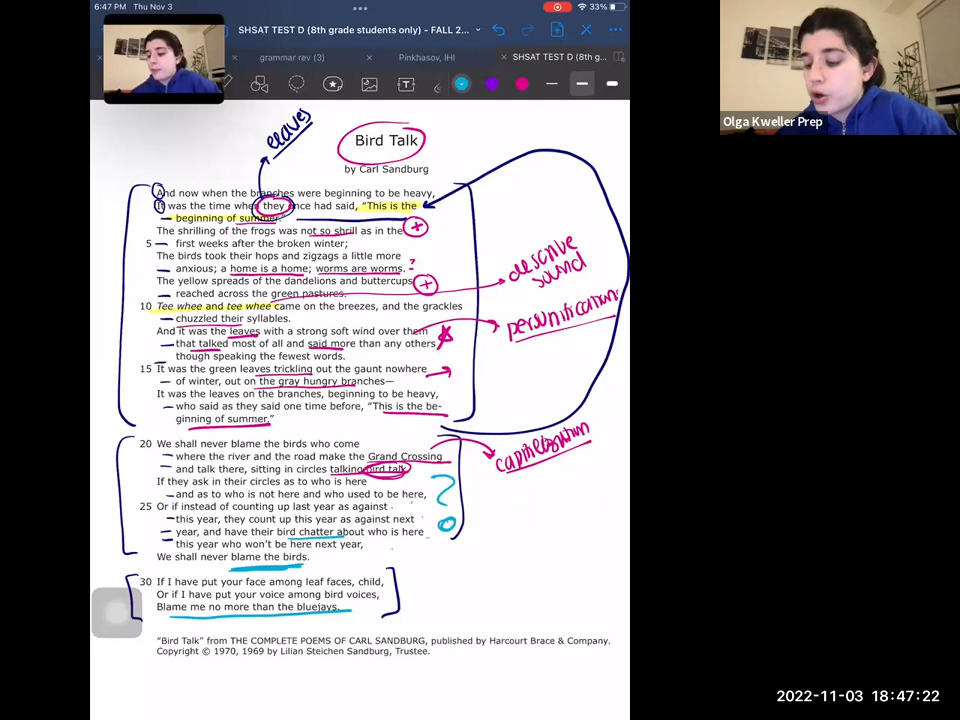 6:47 PM Thu Nov 3
33%
SHSAT TEST D (8th grade students only) - FALL 2...
grammar rev (3)
Pinkhasov, IHI
SHSAT TEST D (8th g...
leaves
Bird Talk
by Carl Sandburg
And now when the branches were beginning to be heavy,
It was the time when they once had said, “This is the
beginning of summer.”
The shrilling of the frogs was not so shrill as in the
5 first weeks after the broken winter;
The birds took their hops and zigzags a little more
anxious; a home is a home; worms are worms. ?
The yellow spreads of the dandelions and buttercups
reached across the green pastures.
10 Tee whee and tee whee came on the breezes, and the grackles
chuzzled their syllables.
And it was the leaves with a strong soft wind over them
that talked most of all and said more than any others
though speaking the fewest words.
15 It was the green leaves trickling out the gaunt nowhere
of winter, out on the gray hungry branches—
It was the leaves on the branches, beginning to be heavy,
who said as they said one time before, “This is the be-
ginning of summer.”
describe
sound
personification
20 We shall never blame the birds who come
where the river and the road make the Grand Crossing
and talk there, sitting in circles talking bird talk.
If they ask in their circles as to who is here
and as to who is not here and who used to be here,
25 Or if instead of counting up last year as against
this year, they count up this year as against next
year, and have their bird chatter about who is here
this year who won’t be here next year,
We shall never blame the birds.
capitalization
?
30 If I have put your face among leaf faces, child,
Or if I have put your voice among bird voices,
Blame me no more than the bluejays.
“Bird Talk” from THE COMPLETE POEMS OF CARL SANDBURG, published by Harcourt Brace & Company.
Copyright © 1970, 1969 by Lilian Steichen Sandburg, Trustee.
Olga Kweller Prep
2022-11-03 18:47:22